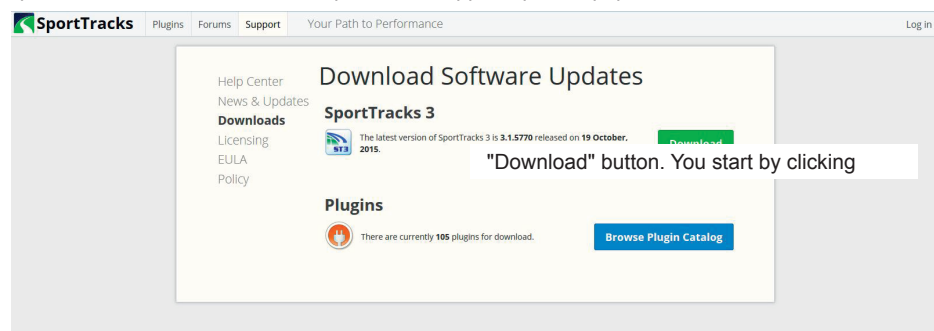 SportTracks Plugins Forums Support Your Path to Performance Log in
Help Center
News & Updates
Downloads
Licensing
EULA
Policy
Download Software Updates
SportTracks 3
ST3
The latest version of SportTracks 3 is 3.1.5770 released on 19 October,
2015.
Download
"Download" button. You start by clicking
Plugins
There are currently 105 plugins for download.
Browse Plugin Catalog